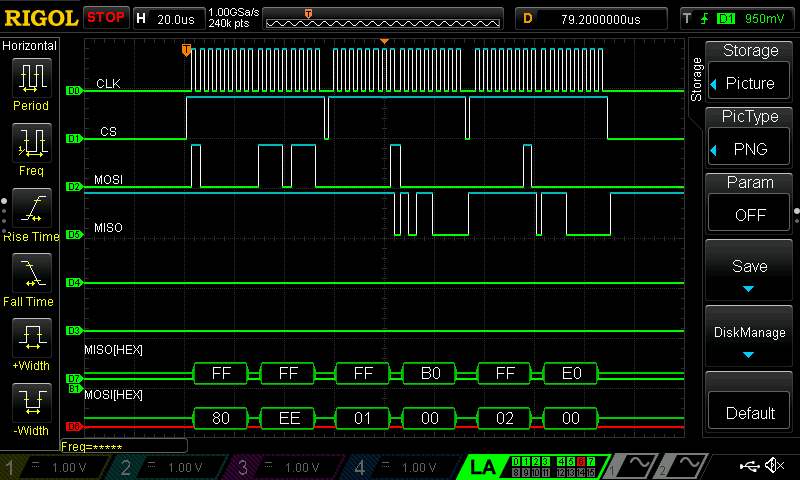 RIGOL STOP H 20.0us 1.00GSa/s 240k pts T D 79.2000000us T D1 950mV
Horizontal
Period
Freq
Rise Time
Fall Time
+Width
-Width
T
D0 CLK
D1 CS
D2 MOSI
D5 MISO
D4
D3
MISO[HEX]
D7 FF FF FF B0 FF E0
B1
MOSI[HEX]
D6 80 EE 01 00 02 00
Freq=*****
Storage
Storage
Picture
PicType
PNG
Param
OFF
Save
DiskManage
Default
1 = 1.00 V 2 = 1.00 V 3 = 1.00 V 4 = 1.00 V LA 0 1 2 3 4 5 6 7 1 2
8 9 10 11 12 13 14 15